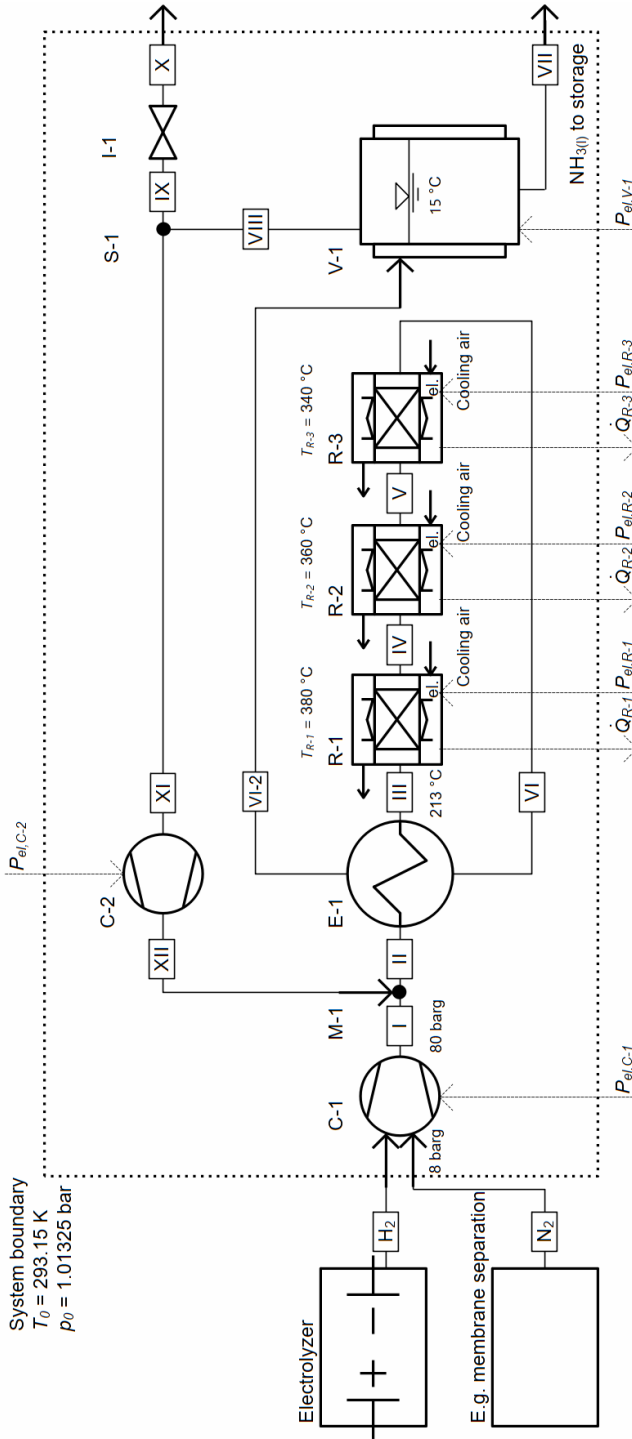 System boundary
T0 = 293.15 K
p0 = 1.01325 bar
Electrolyzer
E.g. membrane separation
H2
N2
8 barg
C-1
80 barg
Pel,C-1
I
M-1
II
XII
C-2
Pel,C-2
XI
E-1
VI-2
III
213 °C
VI
TR-1 = 380 °C
R-1
el.
Cooling air
Q̇R-1
Pel,R-1
IV
TR-2 = 360 °C
R-2
el.
Cooling air
Q̇R-2
Pel,R-2
V
TR-3 = 340 °C
R-3
el.
Cooling air
Q̇R-3
Pel,R-3
V-1
15 °C
Pel,V-1
VIII
S-1
IX
I-1
X
VII
NH3(l) to storage